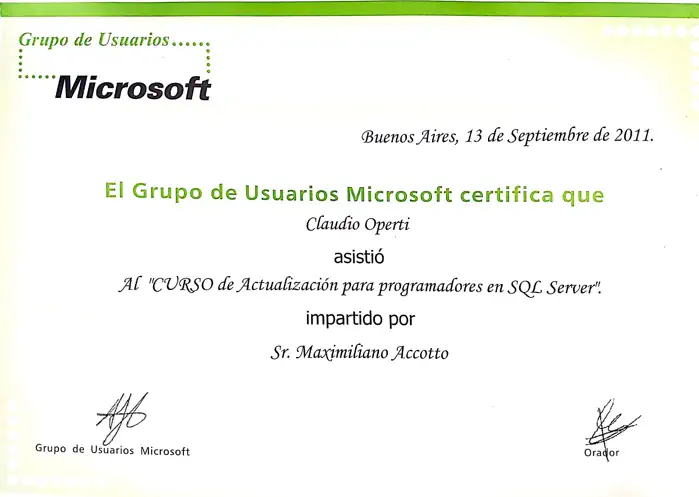 Grupo de Usuarios......
Microsoft
Buenos Aires, 13 de Septiembre de 2011.
El Grupo de Usuarios Microsoft certifica que
Claudio Operti
asistió
Al "CURSO de Actualización para programadores en SQL Server".
impartido por
Sr. Maximiliano Accotto
Grupo de Usuarios Microsoft
Orador